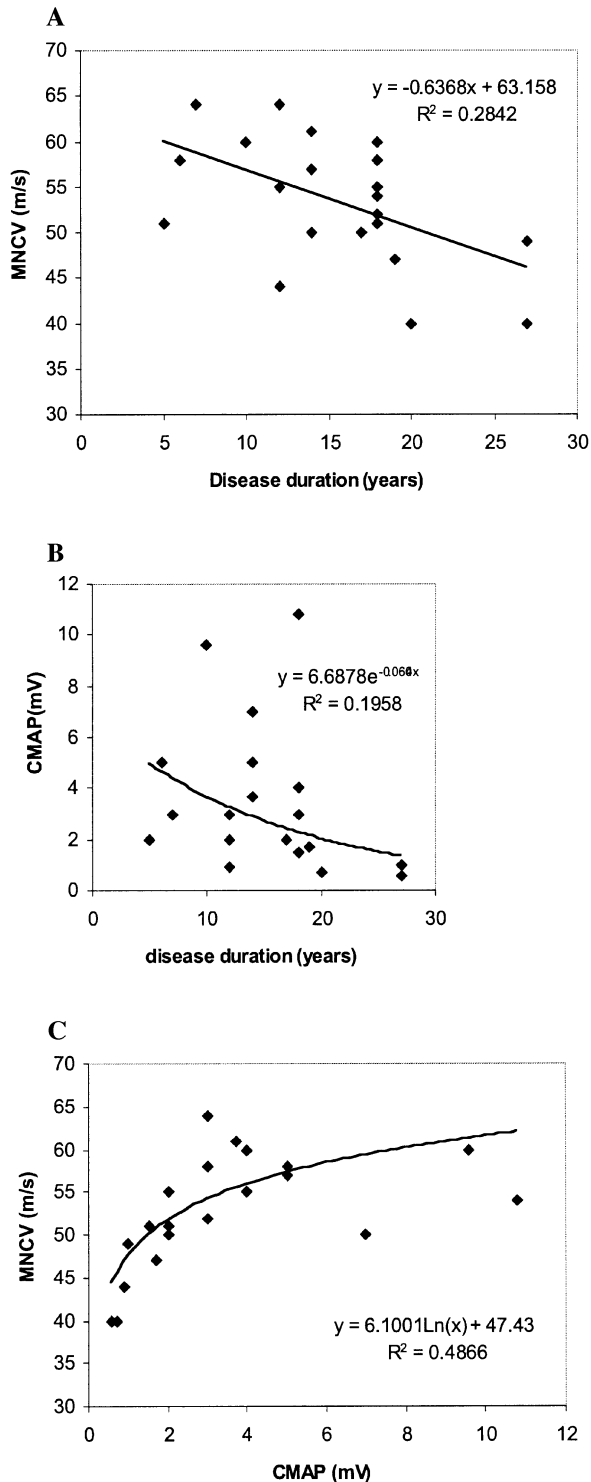 A
70
65
60
55
50
45
40
35
30
MNCV (m/s)
y = -0.6368x + 63.158
R² = 0.2842
0 5 10 15 20 25 30
Disease duration (years)
B
12
10
8
6
4
2
0
CMAP(mV)
y = 6.6878e
R² = 0.1958
0 10 20 30
disease duration (years)
C
70
65
60
55
50
45
40
35
30
MNCV (m/s)
y = 6.1001Ln(x) + 47.43
R² = 0.4866
0 2 4 6 8 10 12
CMAP (mV)